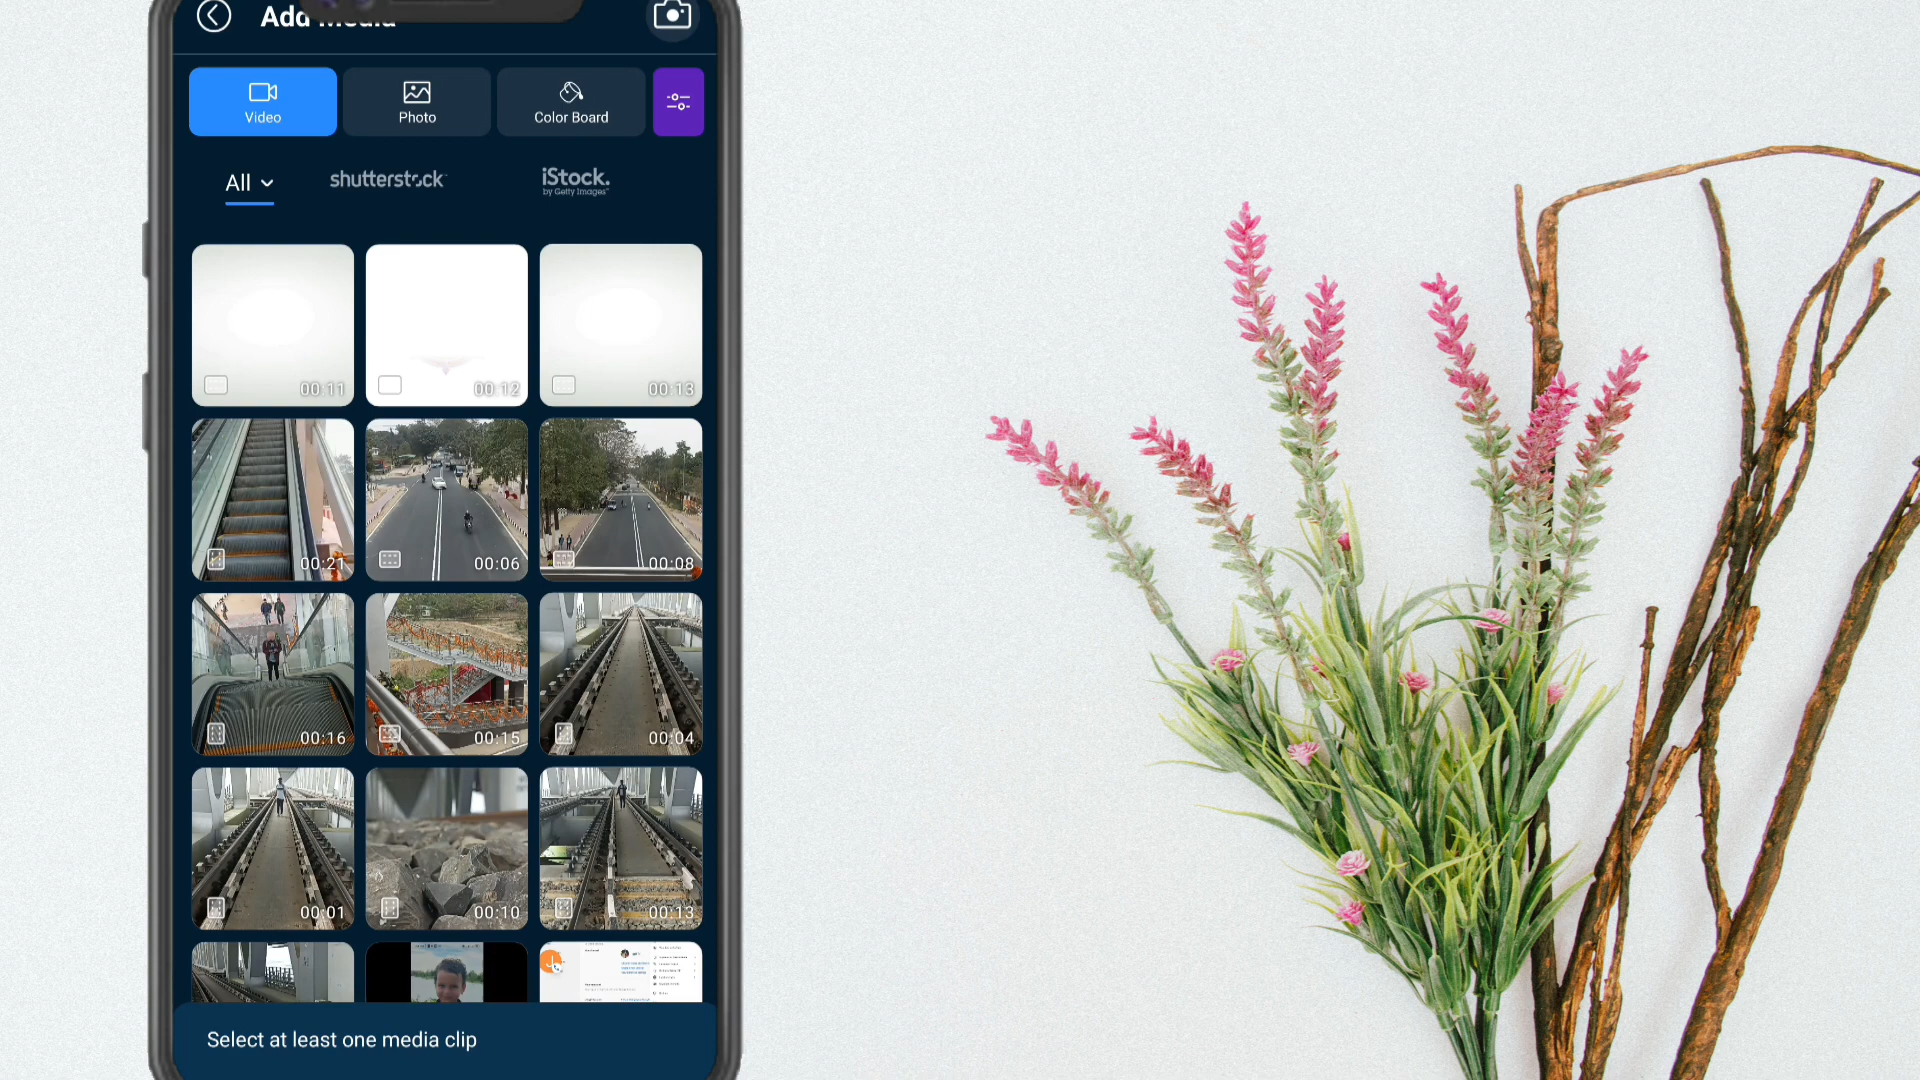 Add Media
Video
Photo
Color Board
All
shutterstock
iStock.
by Getty Images
00:11
00:12
00:13
00:21
00:06
00:08
00:16
00:15
00:04
00:01
00:10
00:13
Select at least one media clip